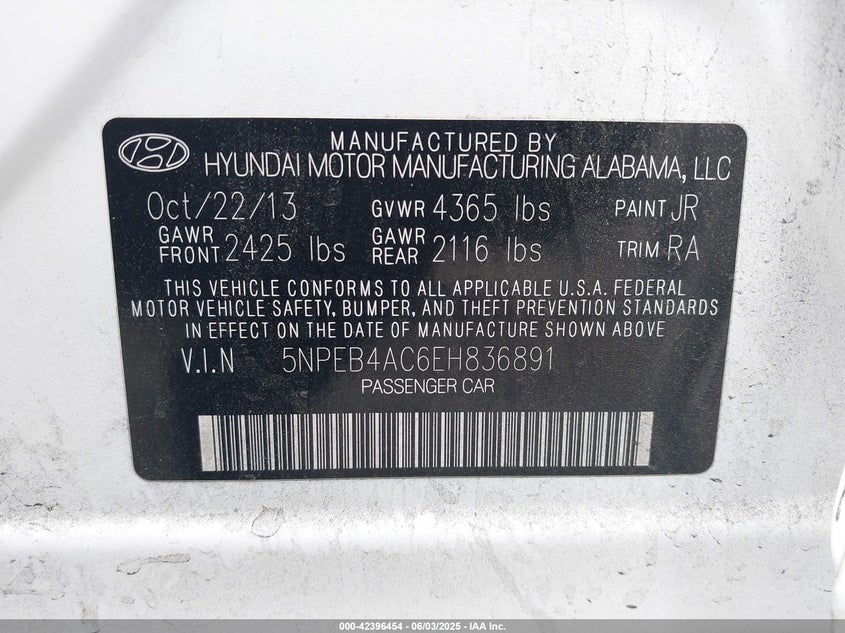 MANUFACTURED BY
HYUNDAI MOTOR MANUFACTURING ALABAMA, LLC
Oct/22/13 GVWR 4365 lbs PAINT JR
GAWR FRONT 2425 lbs GAWR REAR 2116 lbs TRIM RA
THIS VEHICLE CONFORMS TO ALL APPLICABLE U.S.A. FEDERAL
MOTOR VEHICLE SAFETY, BUMPER, AND THEFT PREVENTION STANDARDS
IN EFFECT ON THE DATE OF MANUFACTURE SHOWN ABOVE
V.I.N 5NPEB4AC6EH836891
PASSENGER CAR
000-42396454 - 06/03/2025 - IAA Inc.